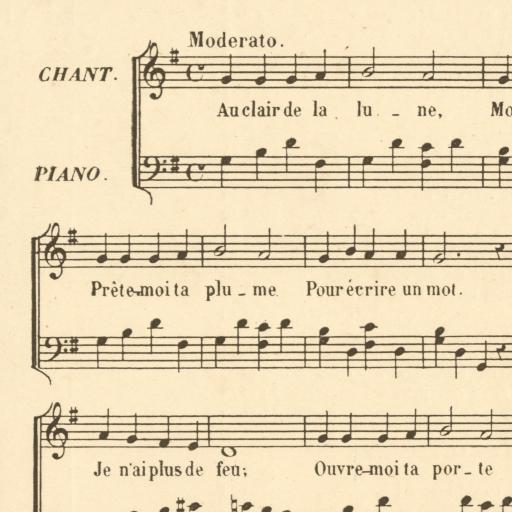 Moderato.
CHANT.
Au clair de la lu - ne, Mo
PIANO.
Prête-moi ta plu - me Pour écrire un mot.
Je n'ai plus de feu; Ouvre-moi ta por - te